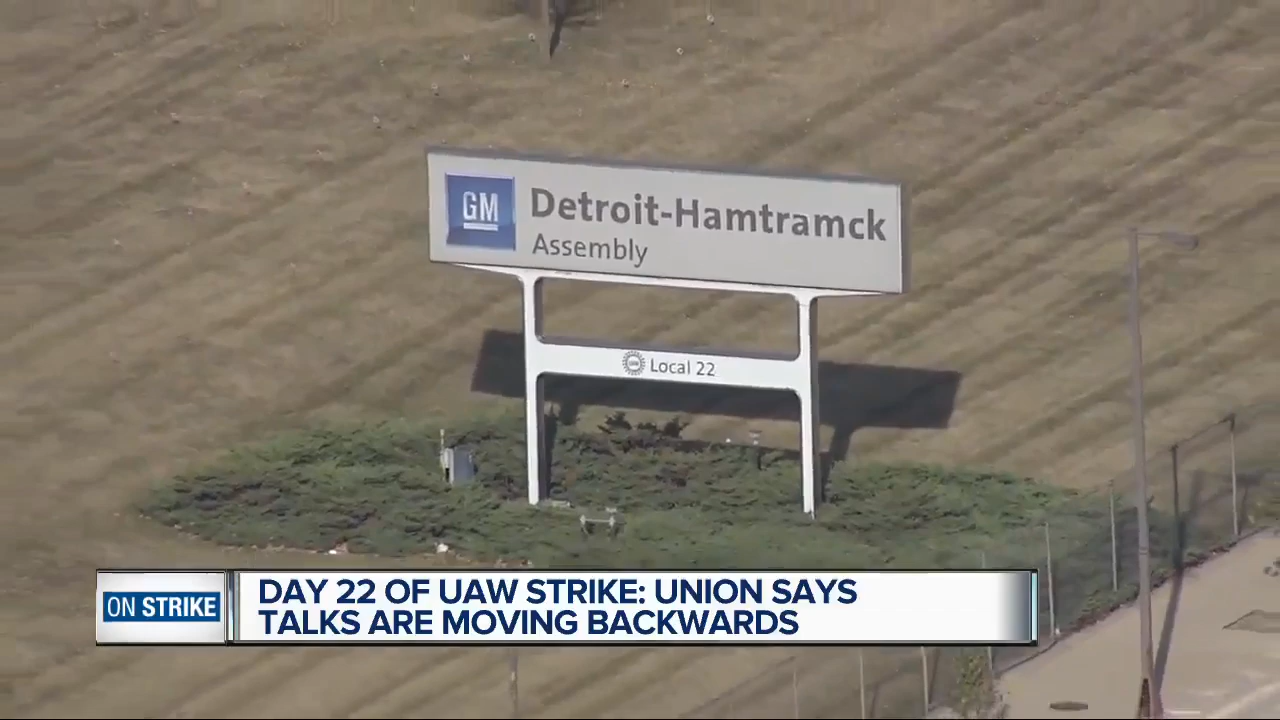 GM
Detroit-Hamtramck
Assembly
Local 22
ON STRIKE
DAY 22 OF UAW STRIKE: UNION SAYS
TALKS ARE MOVING BACKWARDS